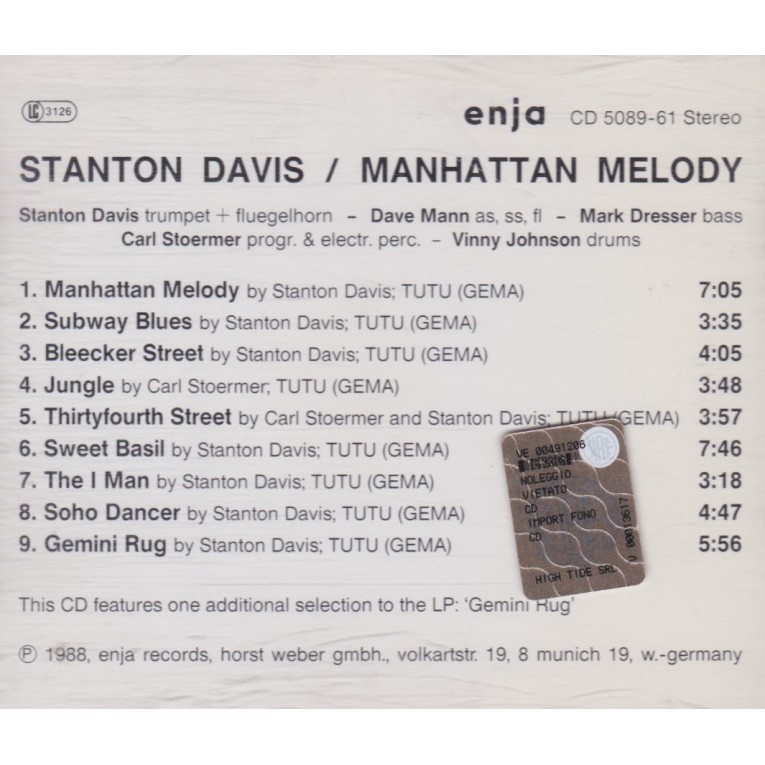 LC 3126
enja CD 5089-61 Stereo
STANTON DAVIS / MANHATTAN MELODY
Stanton Davis trumpet + fluegelhorn – Dave Mann as, ss, fl – Mark Dresser bass
Carl Stoermer progr. & electr. perc. – Vinny Johnson drums
1. Manhattan Melody by Stanton Davis; TUTU (GEMA) 7:05
2. Subway Blues by Stanton Davis; TUTU (GEMA) 3:35
3. Bleecker Street by Stanton Davis; TUTU (GEMA) 4:05
4. Jungle by Carl Stoermer; TUTU (GEMA) 3:48
5. Thirtyfourth Street by Carl Stoermer and Stanton Davis; TUTU (GEMA) 3:57
6. Sweet Basil by Stanton Davis; TUTU (GEMA) 7:46
7. The I Man by Stanton Davis; TUTU (GEMA) 3:18
8. Soho Dancer by Stanton Davis; TUTU (GEMA) 4:47
9. Gemini Rug by Stanton Davis; TUTU (GEMA) 5:56
VE 00491206
NOLEGGIO
VIETATO
CD
IMPORT FONO
CD
HIGH TIDE SRL
V 00013617
This CD features one additional selection to the LP: ‘Gemini Rug’
℗ 1988, enja records, horst weber gmbh., volkartstr. 19, 8 munich 19, w.-germany